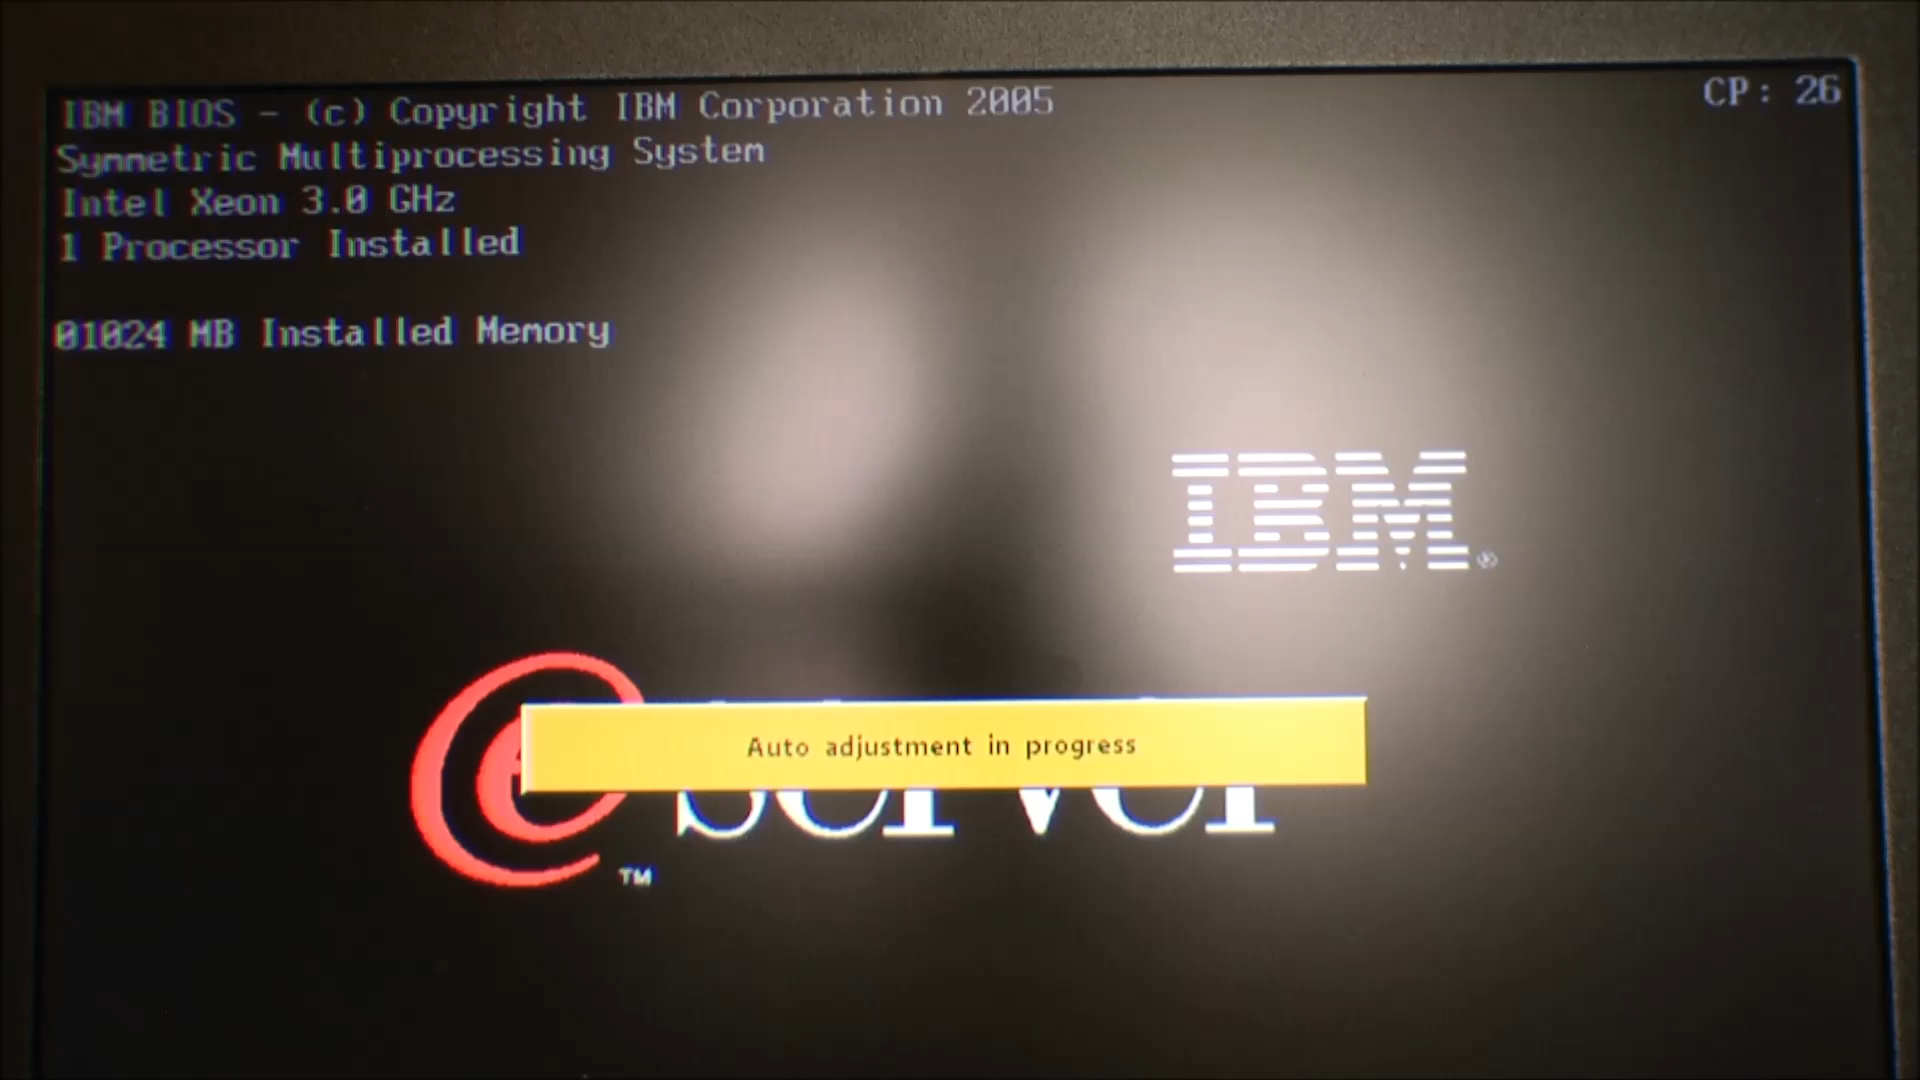 IBM BIOS - (c) Copyright IBM Corporation 2005
CP: 26
Symmetric Multiprocessing System
Intel Xeon 3.0 GHz
1 Processor Installed
01024 MB Installed Memory
IBM®
Auto adjustment in progress
e server
TM